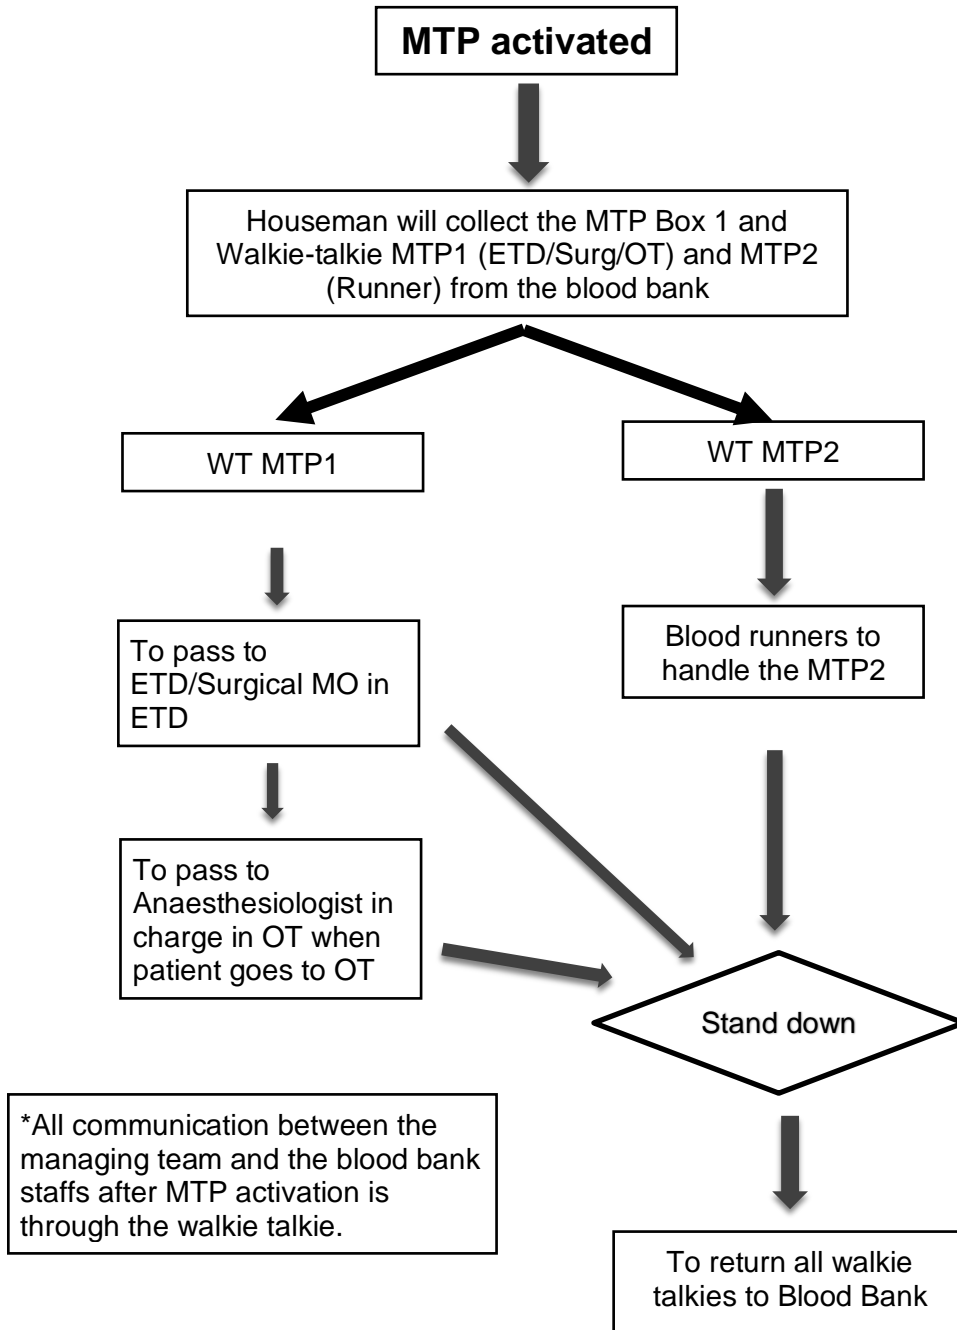 MTP activated
Houseman will collect the MTP Box 1 and
Walkie-talkie MTP1 (ETD/Surg/OT) and MTP2
(Runner) from the blood bank
WT MTP1
WT MTP2
To pass to
ETD/Surgical MO in
ETD
Blood runners to
handle the MTP2
To pass to
Anaesthesiologist in
charge in OT when
patient goes to OT
Stand down
*All communication between the
managing team and the blood bank
staffs after MTP activation is
through the walkie talkie.
To return all walkie
talkies to Blood Bank